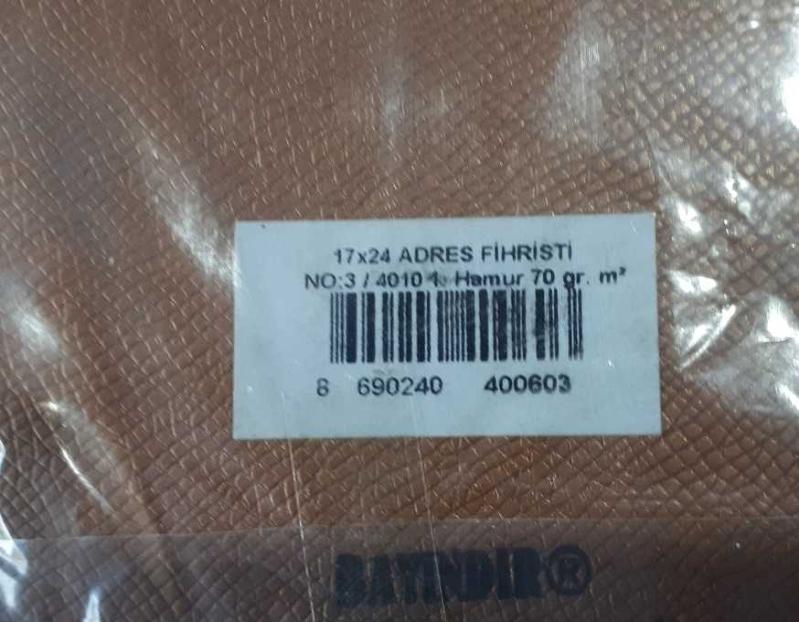 17x24 ADRES FİHRİSTİ
NO:3 / 4010 1. Hamur 70 gr. m²
8 690240 400603
BAYINDIR®